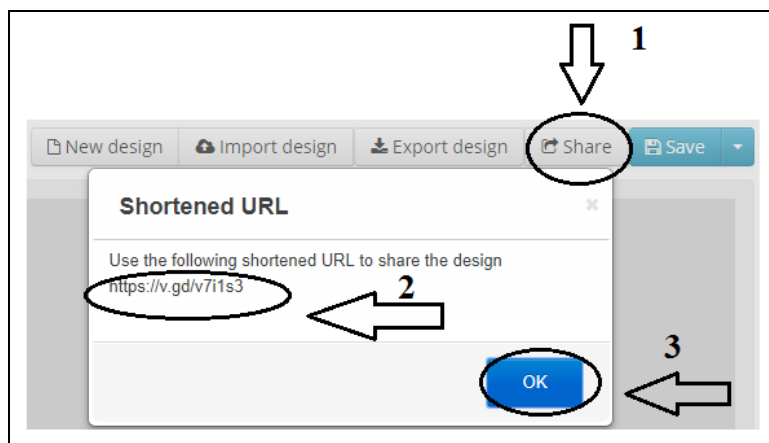 1
New design Import design Export design Share Save
Shortened URL
Use the following shortened URL to share the design
https://v.gd/v7i1s3
2
OK
3